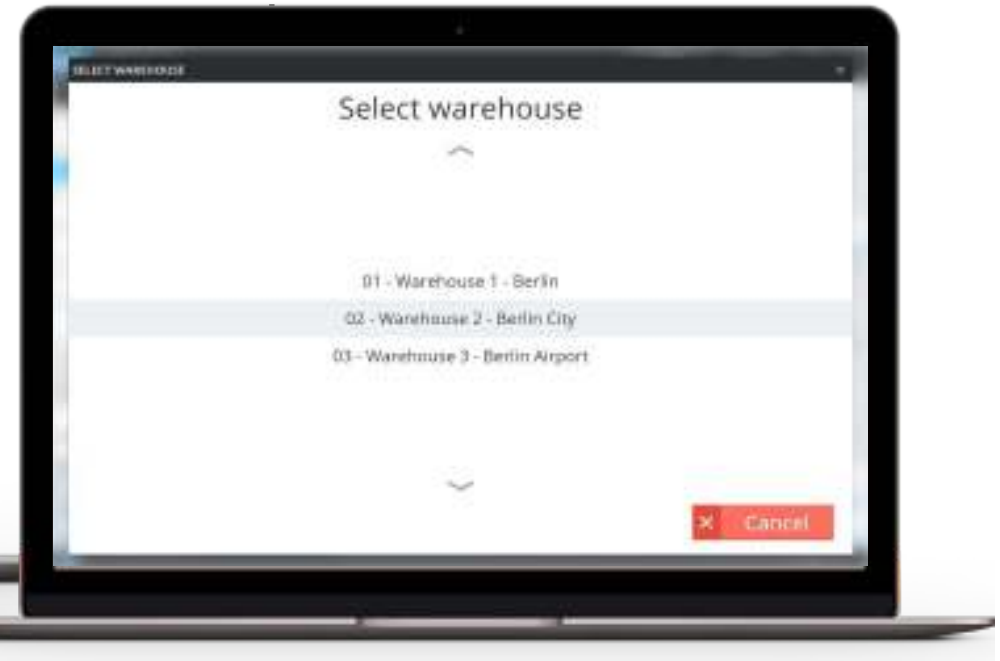 SELECT WAREHOUSE
Select warehouse
01 - Warehouse 1 - Berlin
02 - Warehouse 2 - Berlin City
03 - Warehouse 3 - Berlin Airport
Cancel